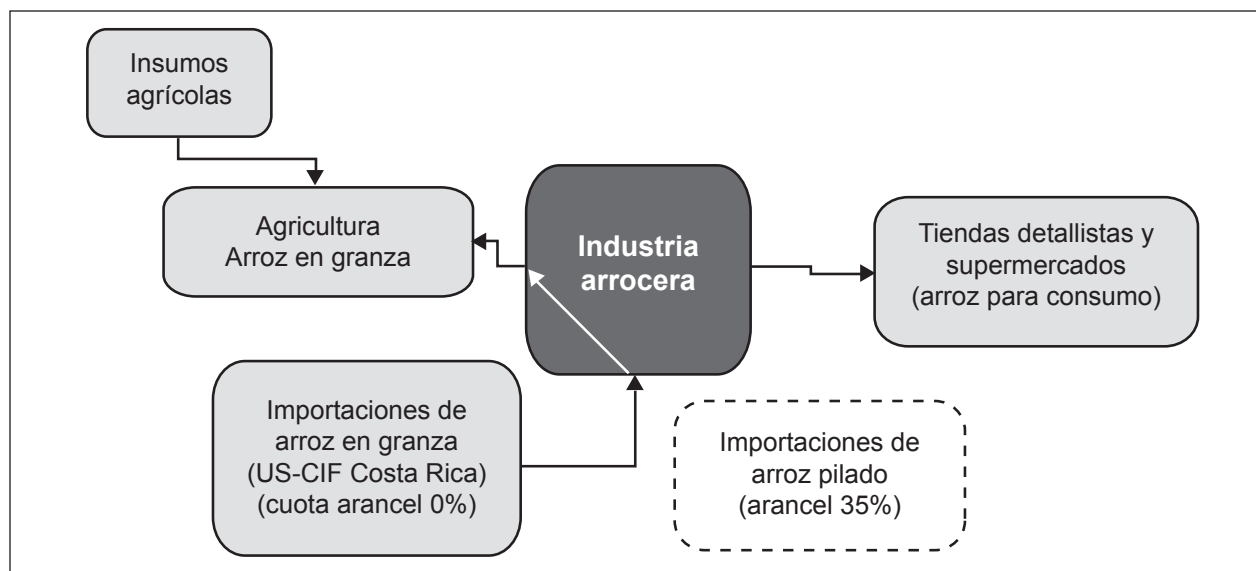 Insumos
agrícolas
Agricultura
Arroz en granza
Industria
arrocera
Tiendas detallistas y
supermercados
(arroz para consumo)
Importaciones de
arroz en granza
(US-CIF Costa Rica)
(cuota arancel 0%)
Importaciones de
arroz pilado
(arancel 35%)